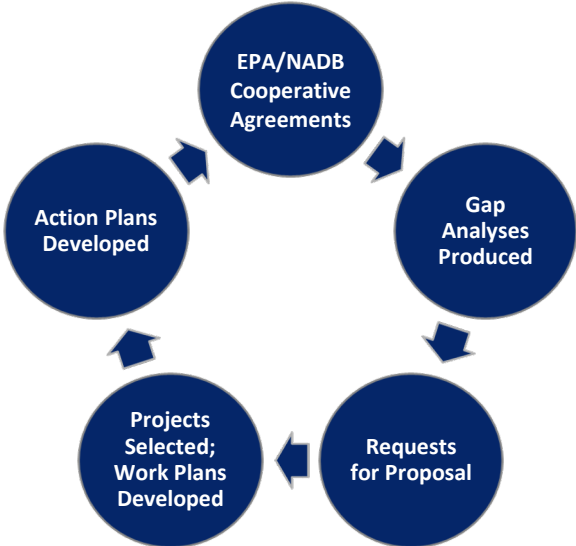 EPA/NADB
Cooperative
Agreements
Gap
Analyses
Produced
Requests
for Proposal
Projects
Selected;
Work Plans
Developed
Action Plans
Developed